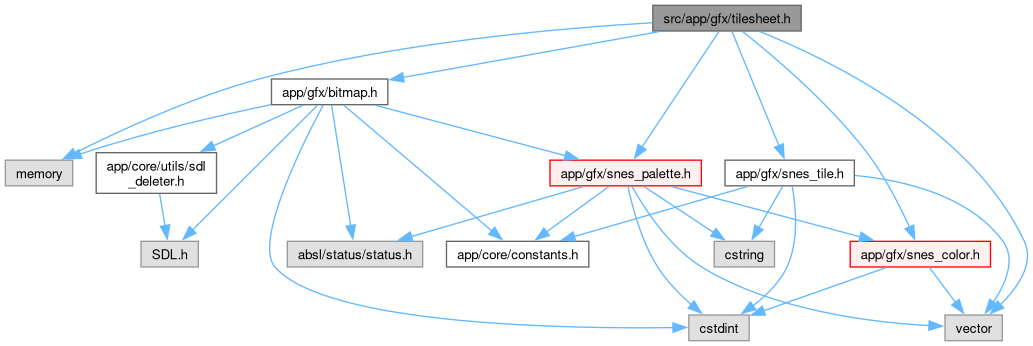 src/app/gfx/tilesheet.h
app/gfx/bitmap.h
memory
app/core/utils/sdl
_deleter.h
app/gfx/snes_palette.h
app/gfx/snes_tile.h
SDL.h
absl/status/status.h
app/core/constants.h
cstring
app/gfx/snes_color.h
cstdint
vector